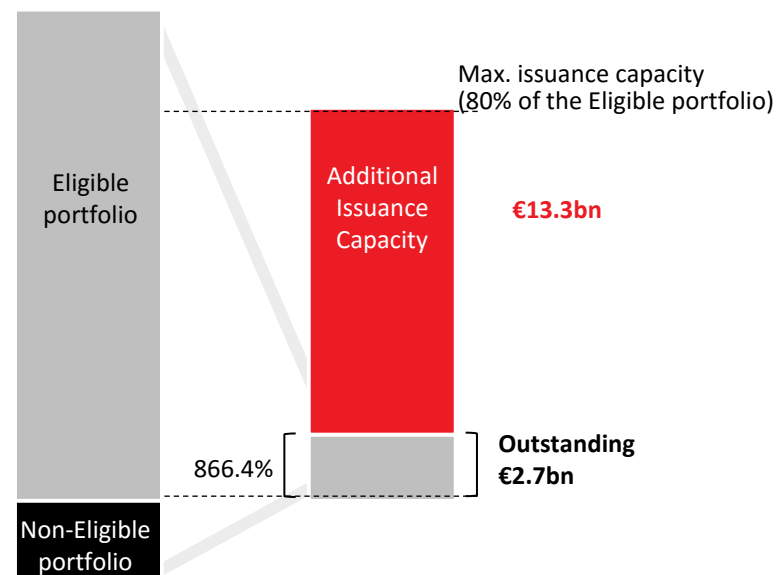 Max. issuance capacity
(80% of the Eligible portfolio)
Eligible
portfolio
Additional
Issuance
Capacity
€13.3bn
866.4%
Outstanding
€2.7bn
Non-Eligible
portfolio